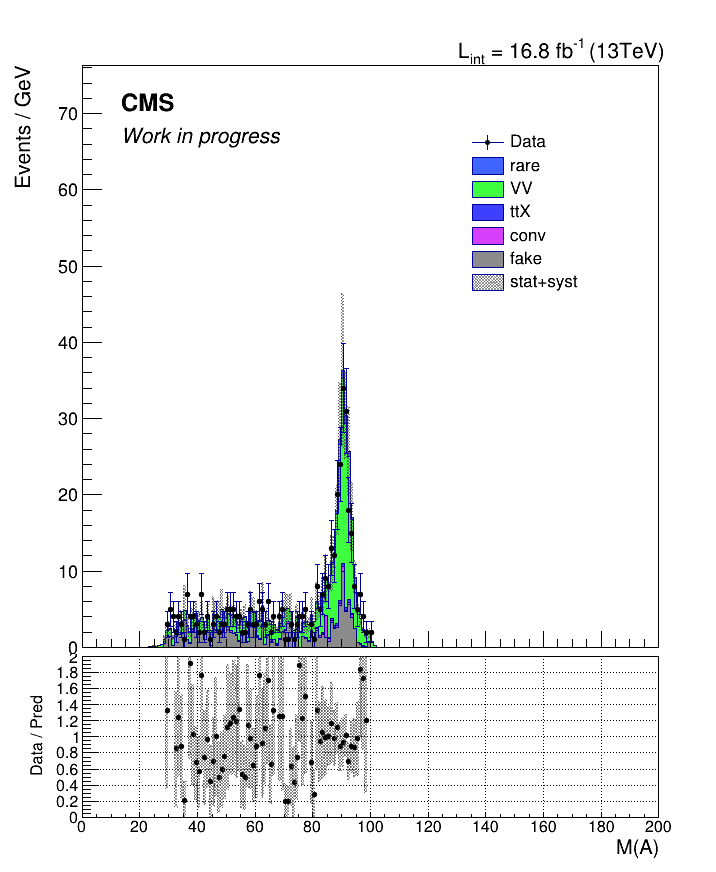 L_int = 16.8 fb^-1 (13TeV)
Events / GeV
CMS
Work in progress
Data
rare
VV
ttX
conv
fake
stat+syst
70
60
50
40
30
20
10
0
Data / Pred
2
1.8
1.6
1.4
1.2
1
0.8
0.6
0.4
0.2
0
0 20 40 60 80 100 120 140 160 180 200
M(A)